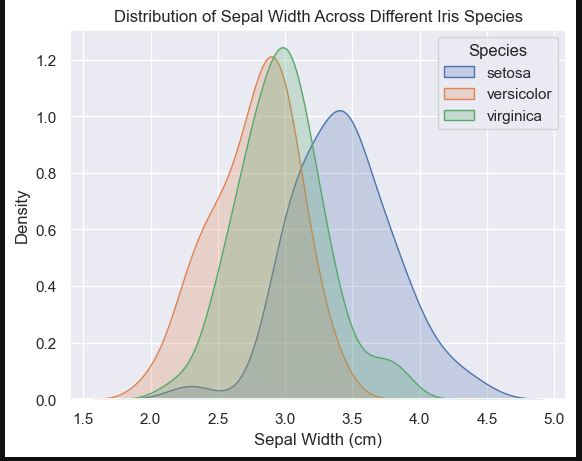 Distribution of Sepal Width Across Different Iris Species
Species
setosa
versicolor
virginica
1.2
1.0
0.8
0.6
0.4
0.2
0.0
Density
1.5 2.0 2.5 3.0 3.5 4.0 4.5 5.0
Sepal Width (cm)